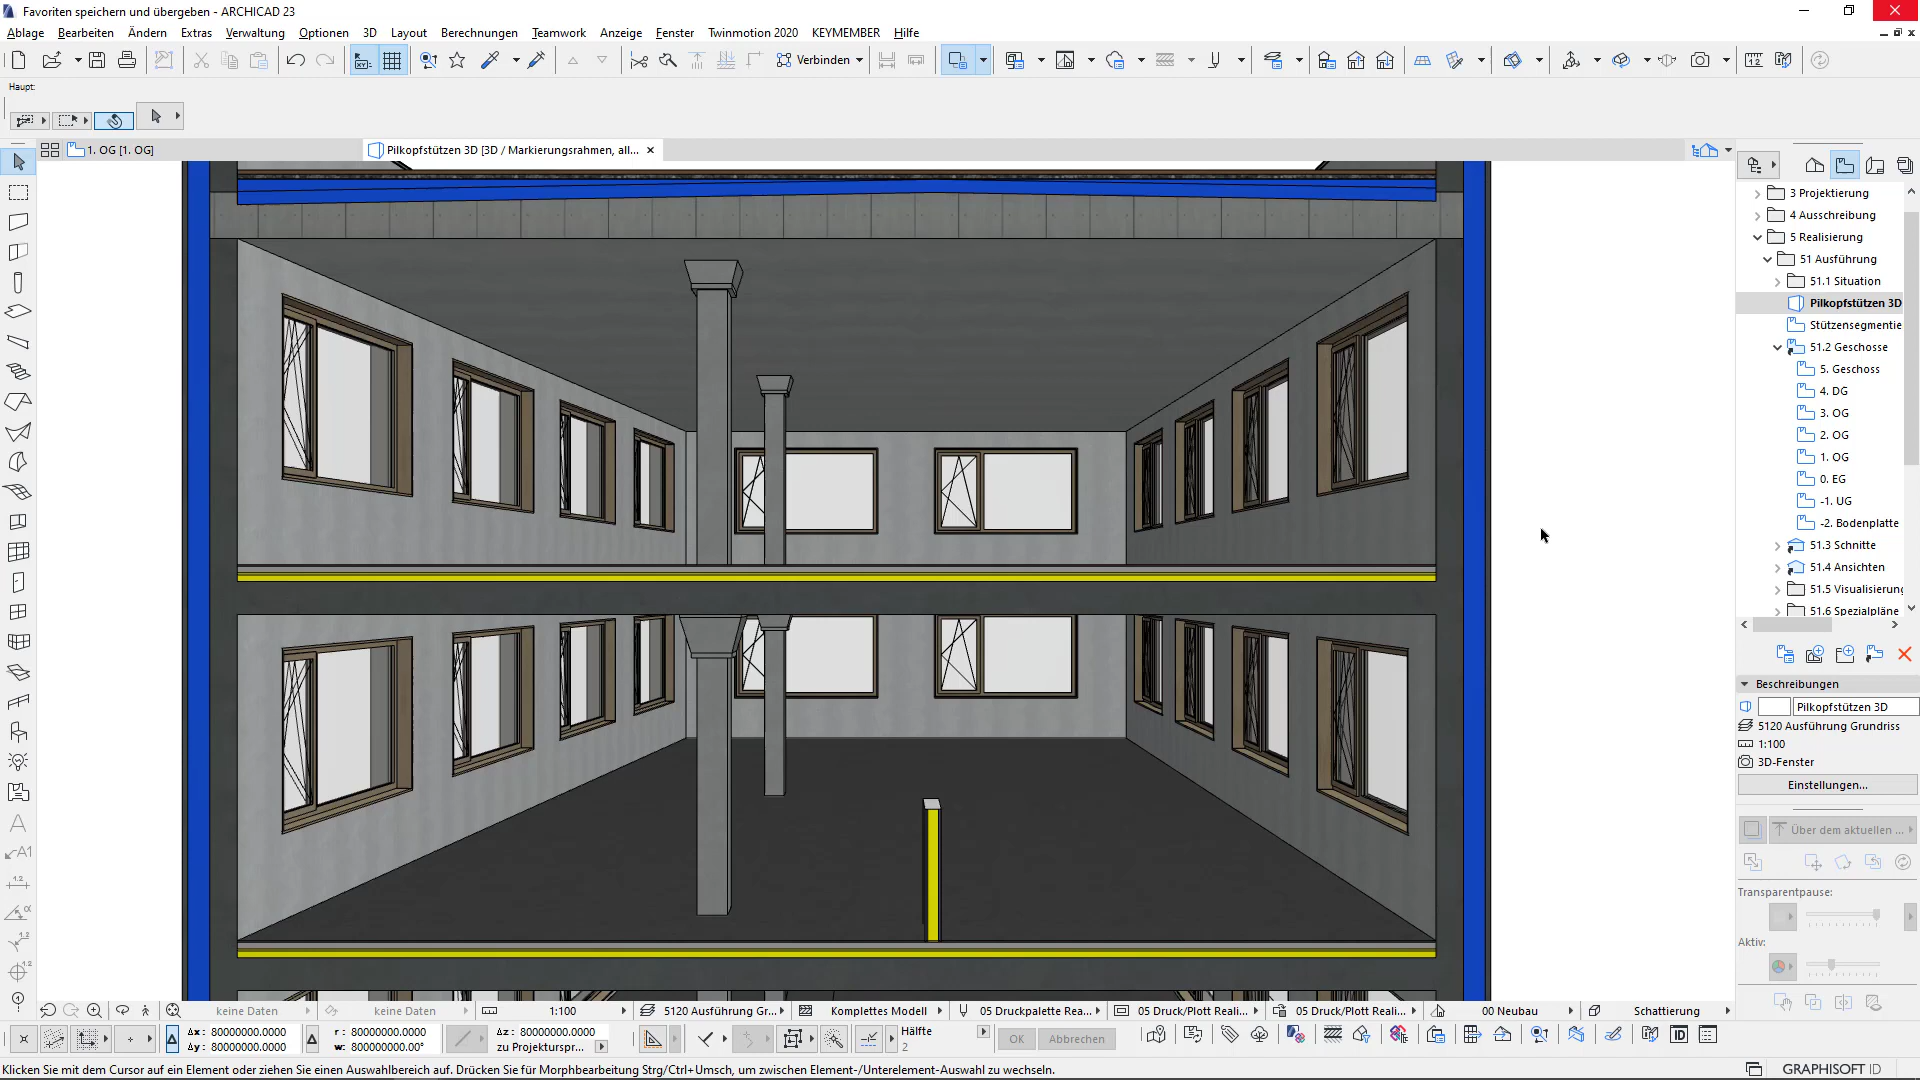 Favoriten speichern und übergeben - ARCHICAD 23
Ablage Bearbeiten Ändern Extras Verwaltung Optionen 3D Layout Berechnungen Teamwork Anzeige Fenster Twinmotion 2020 KEYMEMBER Hilfe
Verbinden
Haupt:
1. OG [1. OG]
Pilkopfstützen 3D [3D / Markierungsrahmen, all...
3 Projektierung
4 Ausschreibung
5 Realisierung
51 Ausführung
51.1 Situation
Pilkopfstützen 3D
Stützensegmentie
51.2 Geschosse
5. Geschoss
4. DG
3. OG
2. OG
1. OG
0. EG
-1. UG
-2. Bodenplatte
51.3 Schnitte
51.4 Ansichten
51.5 Visualisierung
51.6 Spezialpläne
Beschreibungen
Pilkopfstützen 3D
5120 Ausführung Grundriss
1:100
3D-Fenster
Einstellungen...
Über dem aktuellen ...
Transparentpause:
Aktiv:
A
A1
1.2
α
1.2
1.2
keine Daten keine Daten 1:100 5120 Ausführung Gr... Komplettes Modell 05 Druckpalette Rea... 05 Druck/Plott Reali... 05 Druck/Plott Reali... 00 Neubau Schattierung
Δx: 80000000.0000
Δy: 80000000.0000
r: 80000000.0000
w: 800000000.00°
Δz: 80000000.0000
zu Projekturspr...
Hälfte
2
OK Abbrechen
ID
Klicken Sie mit dem Cursor auf ein Element oder ziehen Sie einen Auswahlbereich auf. Drücken Sie für Morphbearbeitung Strg/Ctrl+Umsch, um zwischen Element-/Unterelement-Auswahl zu wechseln.
GRAPHISOFT ID